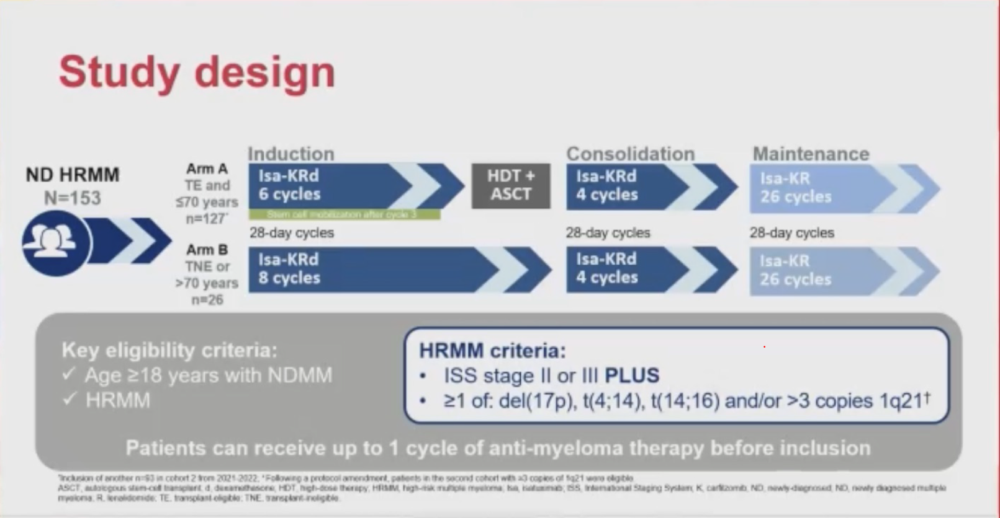 Study design
Induction
Consolidation
Maintenance
ND HRMM
N=153
Arm A
TE and
≤70 years
n=127*
Isa-KRd
6 cycles
Stem cell mobilization after cycle 3
HDT +
ASCT
Isa-KRd
4 cycles
Isa-KR
26 cycles
28-day cycles
28-day cycles
28-day cycles
Arm B
TNE or
>70 years
n=26
Isa-KRd
8 cycles
Isa-KRd
4 cycles
Isa-KR
26 cycles
Key eligibility criteria:
✓ Age ≥18 years with NDMM
✓ HRMM
HRMM criteria:
• ISS stage II or III PLUS
• ≥1 of: del(17p), t(4;14), t(14;16) and/or >3 copies 1q21†
Patients can receive up to 1 cycle of anti-myeloma therapy before inclusion
Inclusion of another in cohort 2 from 2021-2022; Following a protocol amendment, patients in the second cohort with ≥3 copies of 1q21 were eligible.
ASCT, autologous stem-cell transplant; d, dexamethasone; HDT, high-dose therapy; HRMM, high-risk multiple myeloma; Isa, isatuximab; ISS, International Staging System; K, carfilzomib; ND, newly-diagnosed; ND, newly diagnosed multiple
myeloma; R, lenalidomide; TE, transplant-eligible; TNE, transplant-ineligible.